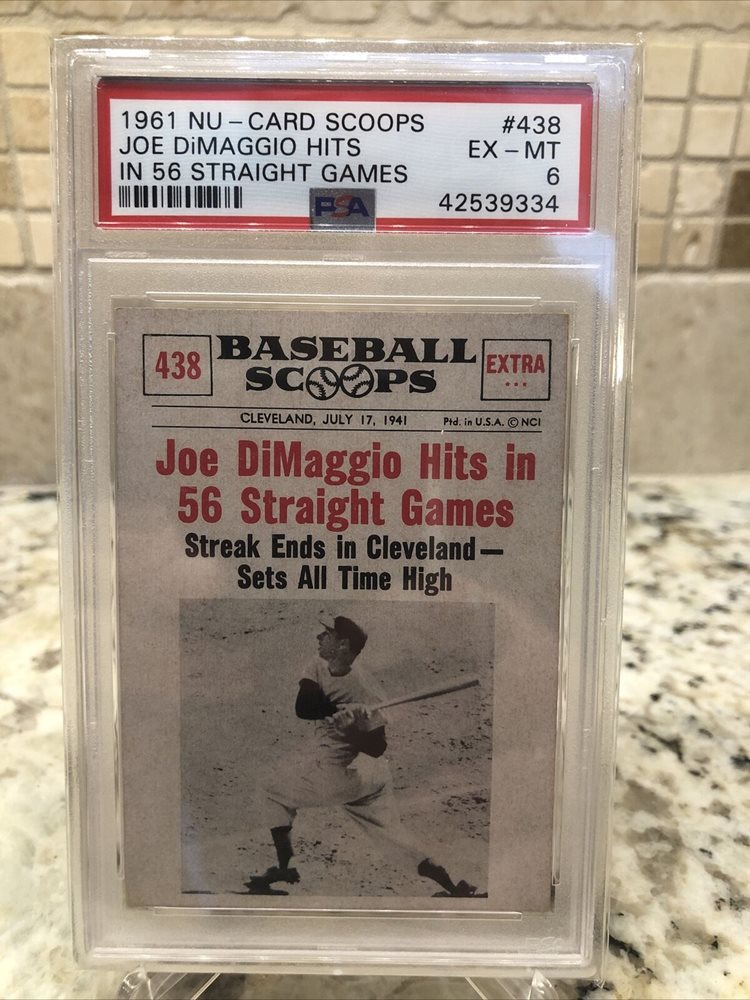 1961 NU-CARD SCOOPS #438
JOE DiMAGGIO HITS EX-MT
IN 56 STRAIGHT GAMES 6
PSA 42539334
438 BASEBALL SCOOPS EXTRA
CLEVELAND, JULY 17, 1941 Ptd. in U.S.A. © NCI
Joe DiMaggio Hits in
56 Straight Games
Streak Ends in Cleveland—
Sets All Time High